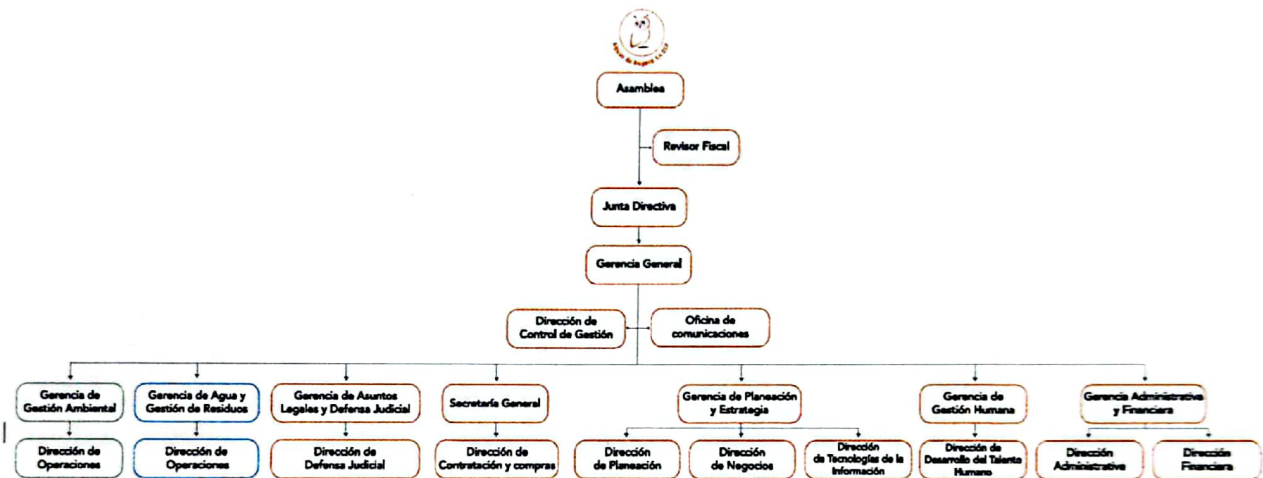 Asamblea
Revisor Fiscal
Junta Directiva
Gerencia General
Dirección de
Control de Gestión
Oficina de
comunicaciones
Gerencia de
Gestión Ambiental
Gerencia de Agua y
Gestión de Residuos
Gerencia de Asuntos
Legales y Defensa Judicial
Secretaría General
Gerencia de Planeación
y Estrategia
Gerencia de
Gestión Humana
Gerencia Administrativa
y Financiera
Dirección de
Operaciones
Dirección de
Operaciones
Dirección de
Defensa Judicial
Dirección de
Contratación y compras
Dirección
de Planeación
Dirección
de Negocios
Dirección
de Tecnologías de la
Información
Dirección de
Desarrollo del Talento
Humano
Dirección
Administrativa
Dirección
Financiera